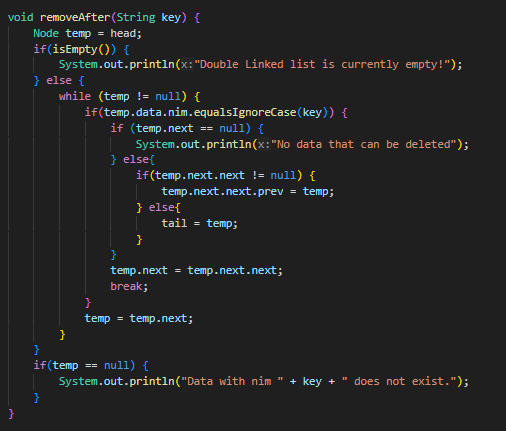 void removeAfter(String key) {
    Node temp = head;
    if(isEmpty()) {
        System.out.println(x:"Double Linked list is currently empty!");
    } else {
        while (temp != null) {
            if(temp.data.nim.equalsIgnoreCase(key)) {
                if (temp.next == null) {
                    System.out.println(x:"No data that can be deleted");
                } else{
                    if(temp.next.next != null) {
                        temp.next.next.prev = temp;
                    } else{
                        tail = temp;
                    }
                }
                temp.next = temp.next.next;
                break;
            }
            temp = temp.next;
        }
    }
    if(temp == null) {
        System.out.println("Data with nim " + key + " does not exist.");
    }
}